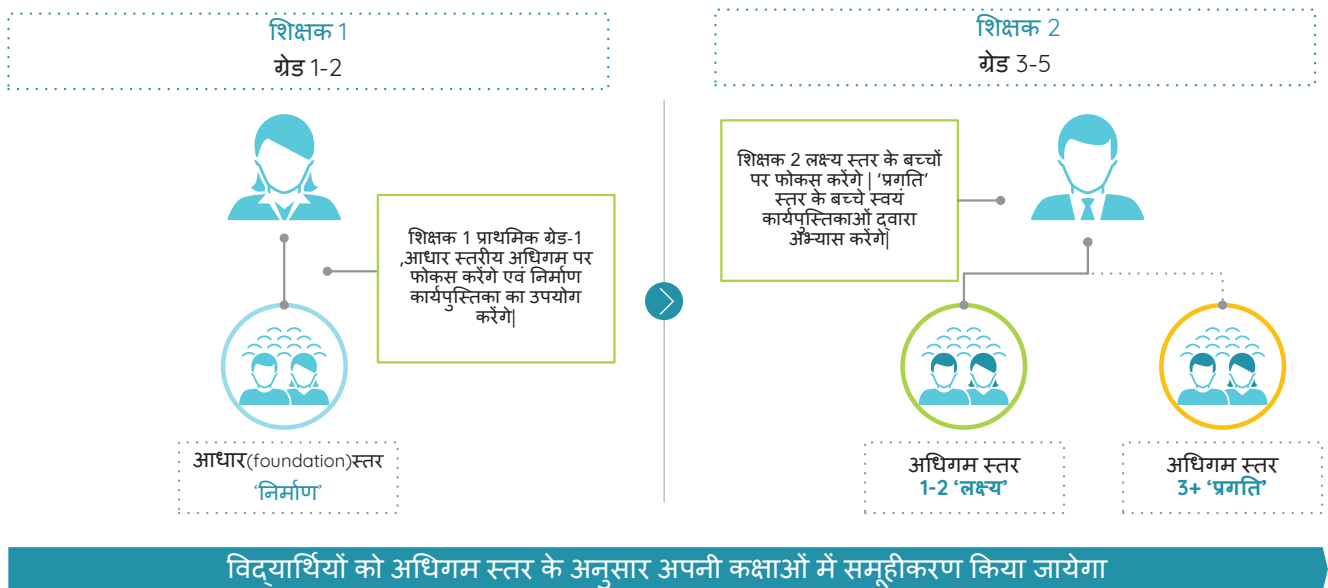 शिक्षक 1
ग्रेड 1-2
शिक्षक 1 प्राथमिक ग्रेड-1
,आधार स्तरीय अधिगम पर
फोकस करेंगे एवं निर्माण
कार्यपुस्तिका का उपयोग
करेंगे|
आधार(foundation)स्तर
‘निर्माण’
शिक्षक 2
ग्रेड 3-5
शिक्षक 2 लक्ष्य स्तर के बच्चों
पर फोकस करेंगे | ‘प्रगति’
स्तर के बच्चे स्वयं
कार्यपुस्तिकाओं द्वारा
अभ्यास करेंगे|
अधिगम स्तर
1-2 ‘लक्ष्य’
अधिगम स्तर
3+ ‘प्रगति’
विद्यार्थियों को अधिगम स्तर के अनुसार अपनी कक्षाओं में समूहीकरण किया जायेगा